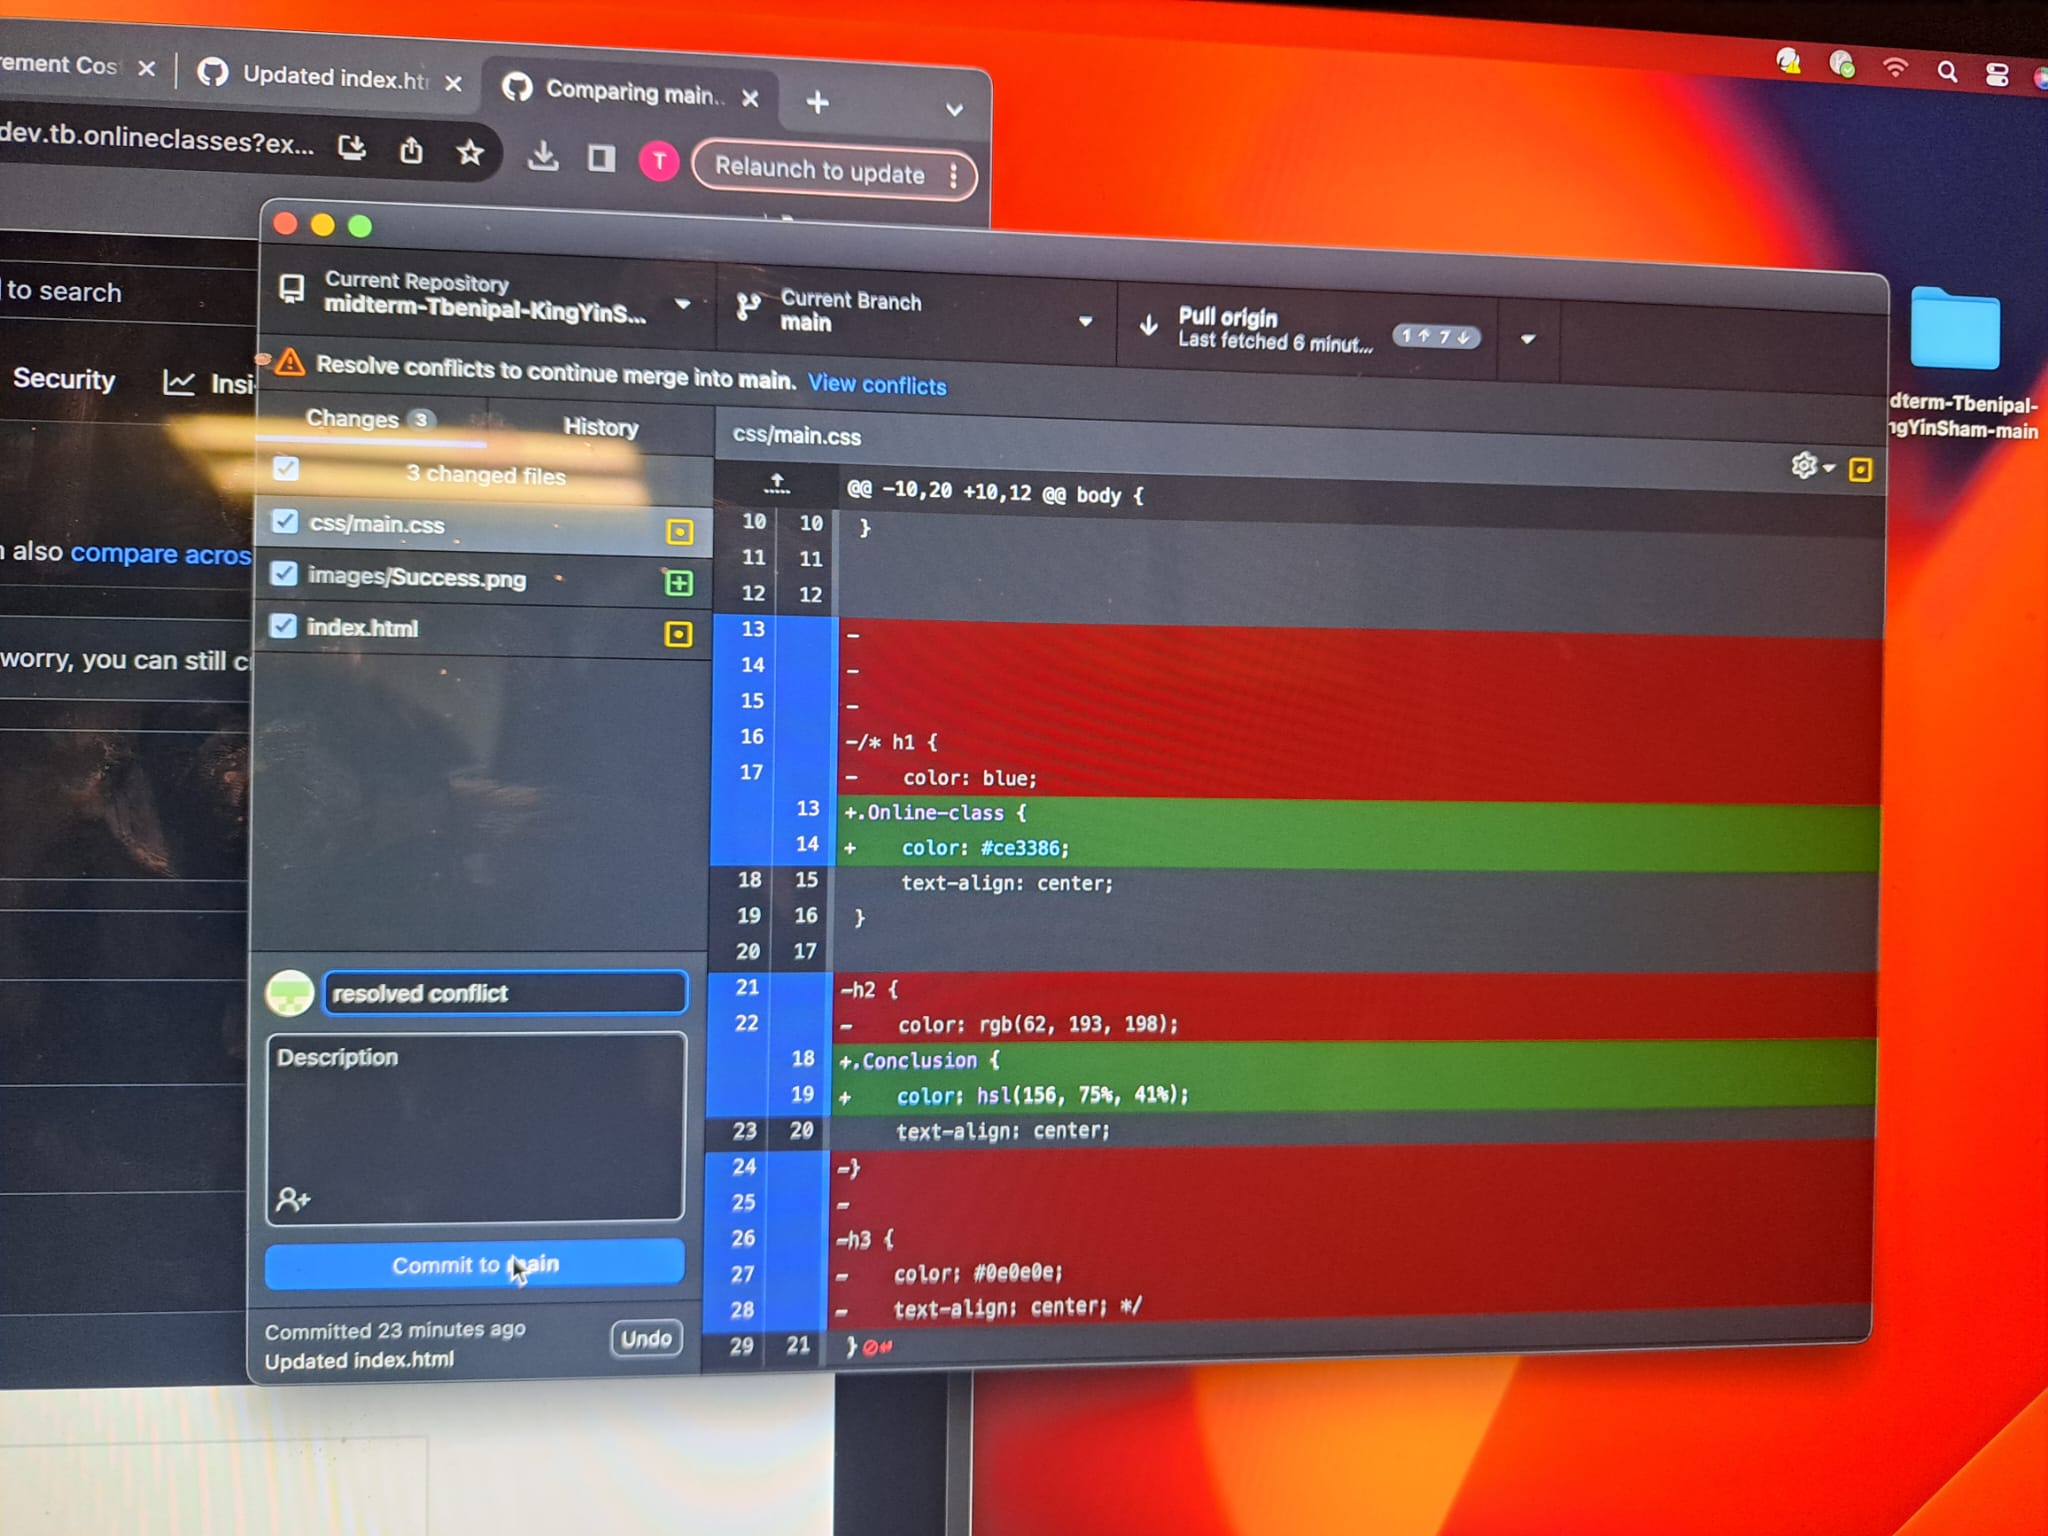 Updated index.ht
Comparing main..
dev.tb.onlineclasses?ex...
T
Relaunch to update
to search
Security
also compare acros
worry, you can still
Current Repository
midterm-Tbenipal-KingYinS...
Current Branch
main
Pull origin
Last fetched 6 minut...
1 ↑ 7 ↓
Resolve conflicts to continue merge into main. View conflicts
Changes 3
History
3 changed files
css/main.css
images/Success.png
index.html
resolved conflict
Description
Commit to main
Committed 23 minutes ago
Updated index.html
Undo
css/main.css
@@ -10,20 +10,12 @@ body {
10 10 }
11 11
12 12
13 -
14 -
15 -
16 -/* h1 {
17 - color: blue;
13 +.Online-class {
14 + color: #ce3386;
18 15 text-align: center;
19 16 }
20 17
21 -h2 {
22 - color: rgb(62, 193, 198);
18 +.Conclusion {
19 + color: hsl(156, 75%, 41%);
23 20 text-align: center;
24 -}
25 -
26 -h3 {
27 - color: #0e0e0e;
28 - text-align: center; */
29 21 }
dterm-Tbenipal-
ngYinSham-main